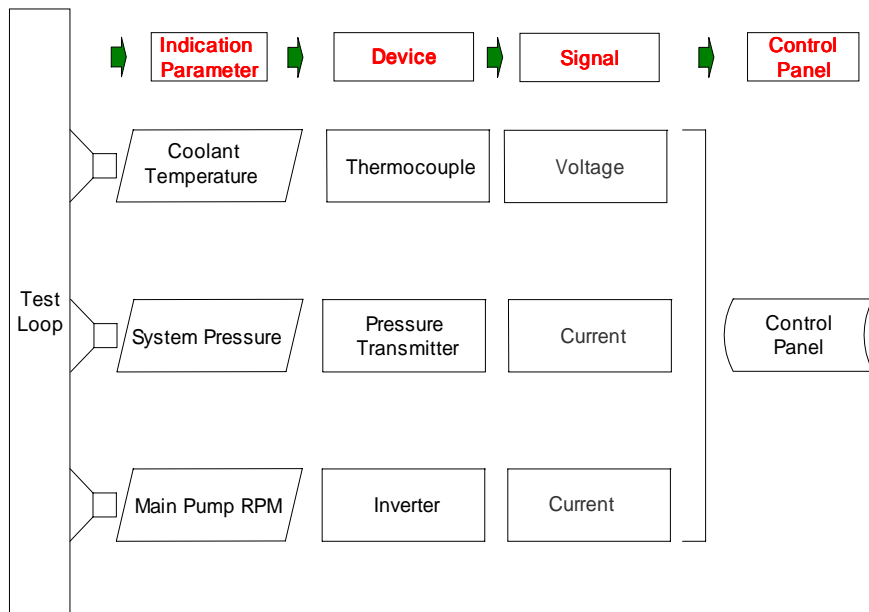 Indication
Parameter
Device
Signal
Control
Panel
Coolant
Temperature
Thermocouple
Voltage
Test
Loop
System Pressure
Pressure
Transmitter
Current
Control
Panel
Main Pump RPM
Inverter
Current